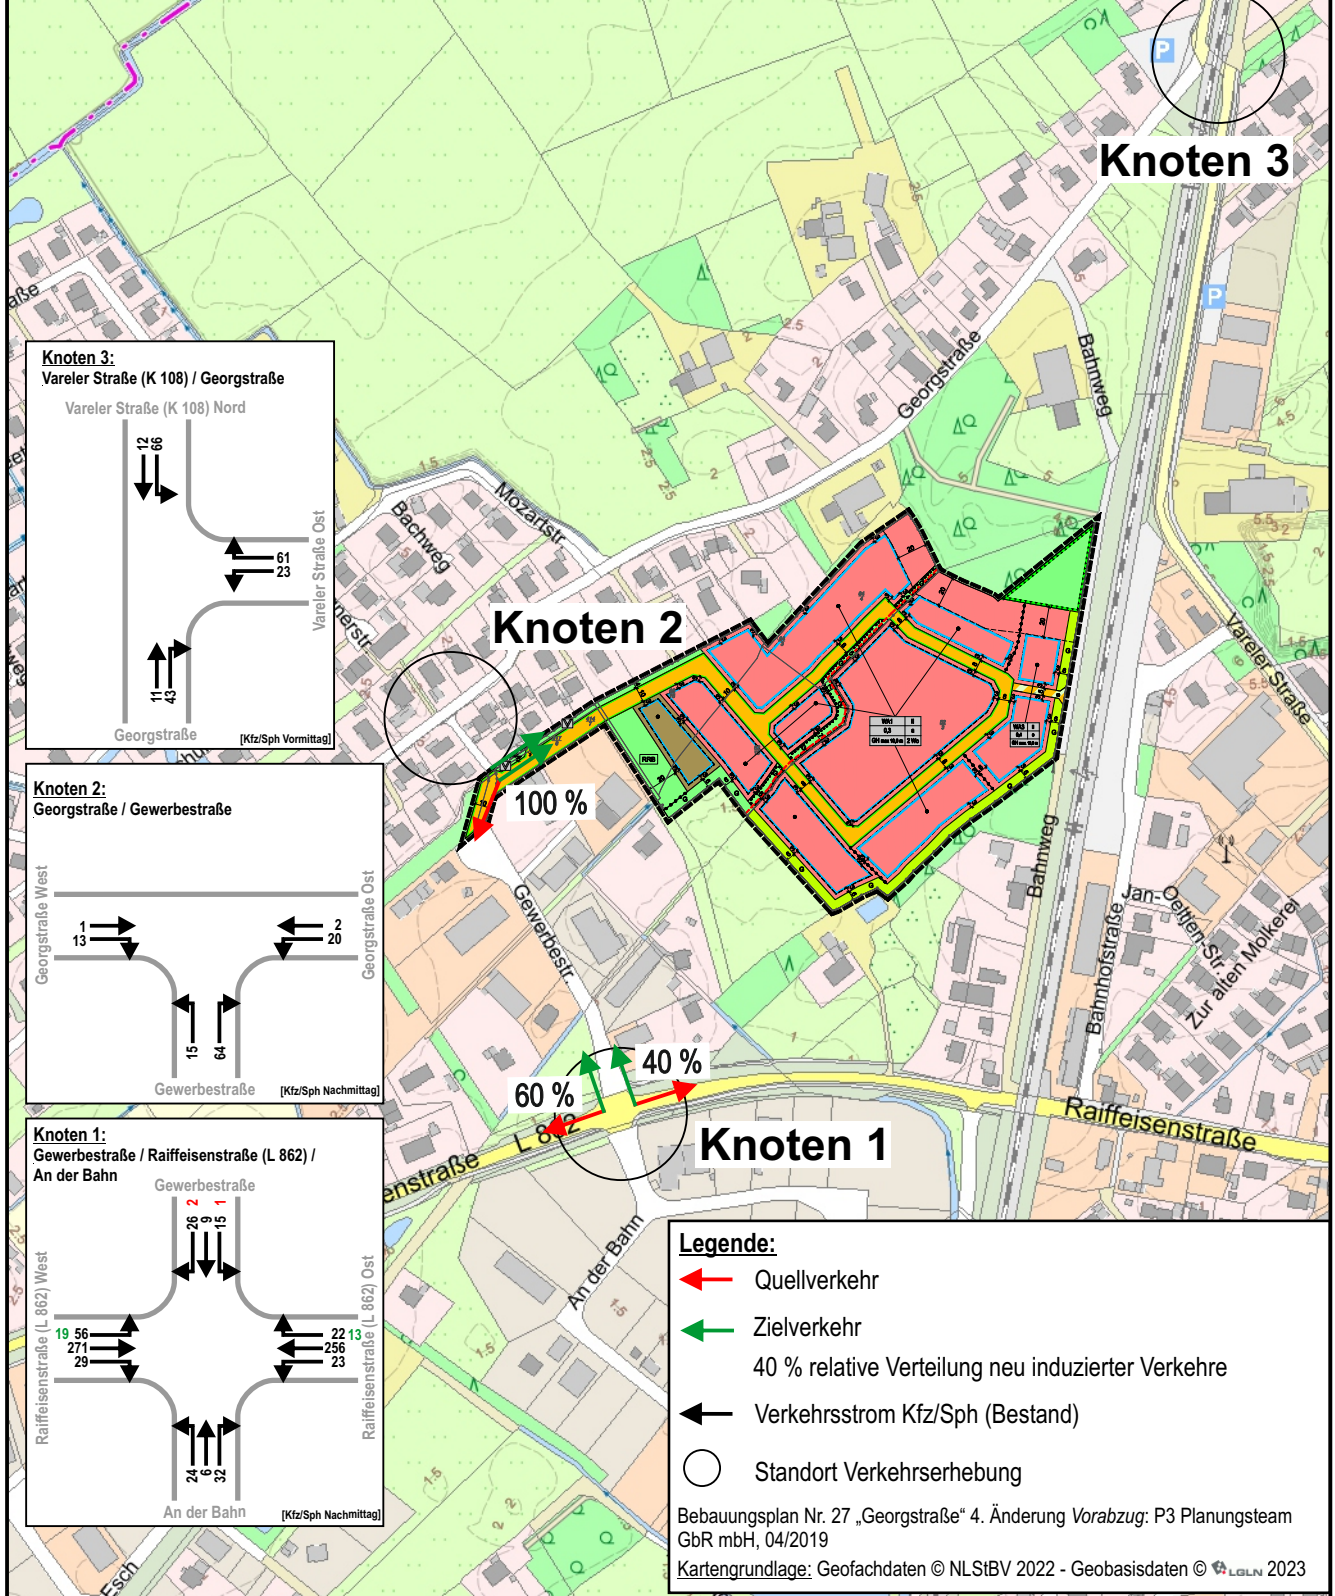 P
Knoten 3
P
Georgstraße
Bahnweg
Mozartstr.
Bachweg
Knoten 2
100 %
Gewerbestr.
Bahnweg
Vareler Straße
Jan-Oeltjen-Str.
Zur alten Molkerei
Bahnhofstraße
60 %
40 %
Raiffeisenstraße
Knoten 1
An der Bahn
Esch
RRB
WA1 II
0,3 o
Knoten 3:
Vareler Straße (K 108) / Georgstraße
Vareler Straße (K 108) Nord
12 66
61
23
Vareler Straße Ost
11 43
Georgstraße
[Kfz/Sph Vormittag]
Knoten 2:
Georgstraße / Gewerbestraße
Georgstraße West
Georgstraße Ost
1
13
2
20
15 64
Gewerbestraße
[Kfz/Sph Nachmittag]
Knoten 1:
Gewerbestraße / Raiffeisenstraße (L 862) /
An der Bahn
Gewerbestraße
2 1
26 9 15
Raiffeisenstraße (L 862) West
Raiffeisenstraße (L 862) Ost
19 56
271
29
22 13
256
23
24 6 32
An der Bahn
[Kfz/Sph Nachmittag]
Legende:
Quellverkehr
Zielverkehr
40 % relative Verteilung neu induzierter Verkehre
Verkehrsstrom Kfz/Sph (Bestand)
Standort Verkehrserhebung
Bebauungsplan Nr. 27 „Georgstraße“ 4. Änderung Vorabzug: P3 Planungsteam
GbR mbH, 04/2019
Kartengrundlage: Geofachdaten © NLStBV 2022 - Geobasisdaten © LGLN 2023